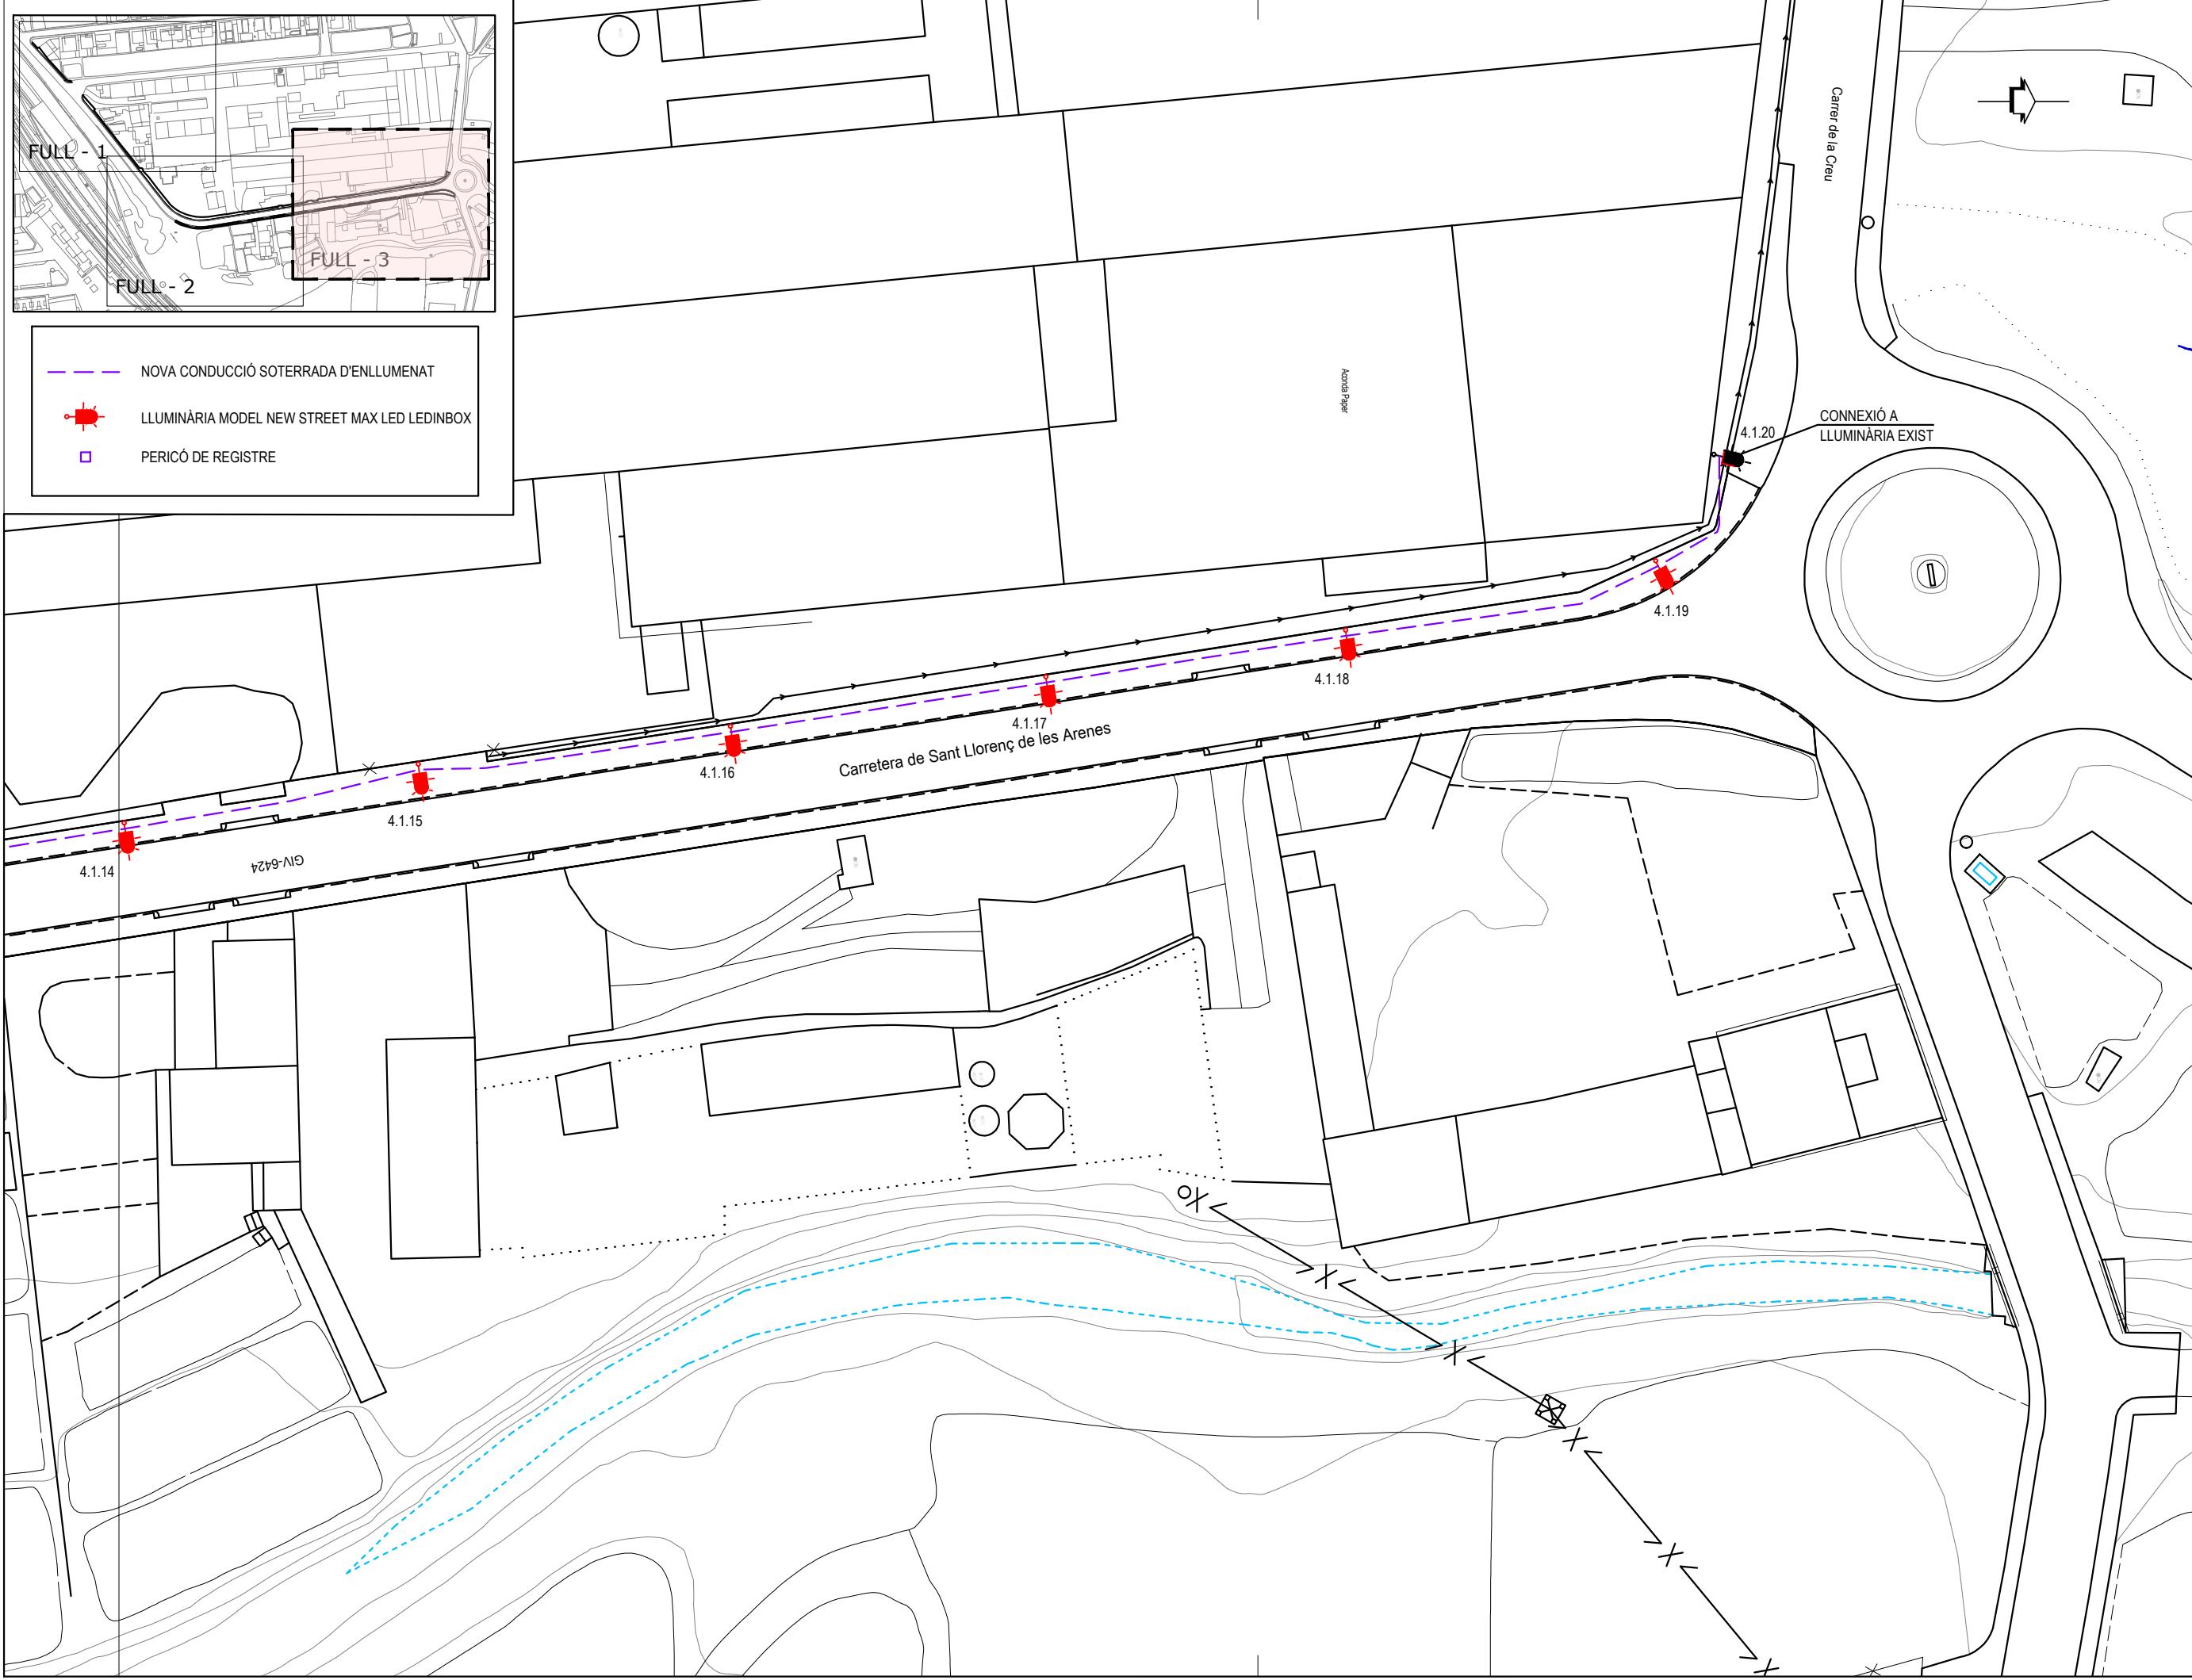 FULL - 1
FULL - 2
FULL - 3
NOVA CONDUCCIÓ SOTERRADA D'ENLLUMENAT
LLUMINÀRIA MODEL NEW STREET MAX LED LEDINBOX
PERICÓ DE REGISTRE
Carrer de la Creu
Aconda Paper
CONNEXIÓ A
LLUMINÀRIA EXIST
4.1.20
4.1.19
4.1.18
4.1.17
4.1.16
4.1.15
4.1.14
Carretera de Sant Llorenç de les Arenes
GIV-6424